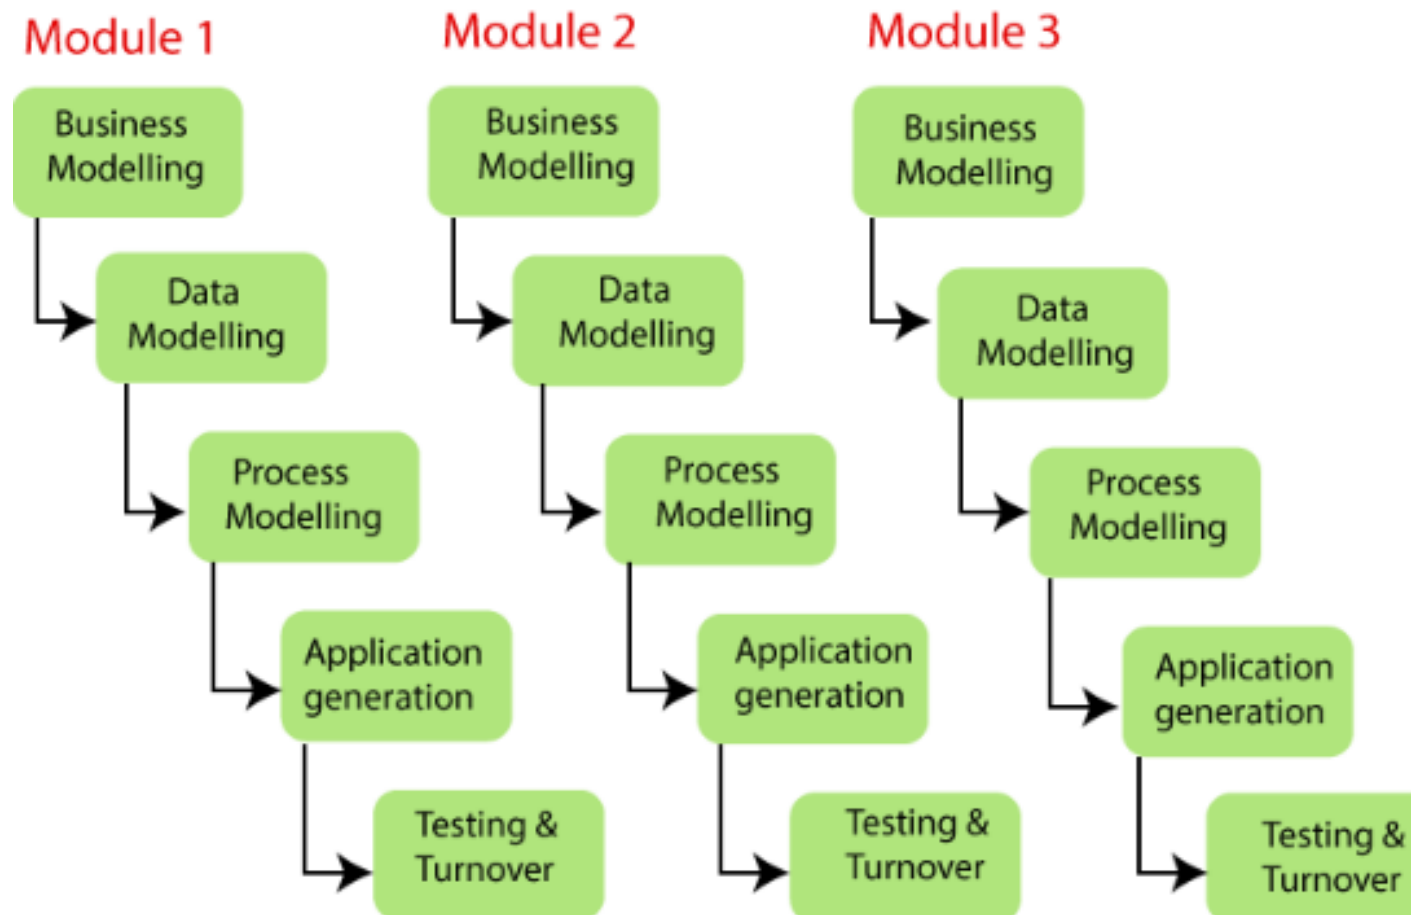 Module 1
Module 2
Module 3
Business
Modelling
Business
Modelling
Business
Modelling
Data
Modelling
Data
Modelling
Data
Modelling
Process
Modelling
Process
Modelling
Process
Modelling
Application
generation
Application
generation
Application
generation
Testing &
Turnover
Testing &
Turnover
Testing &
Turnover